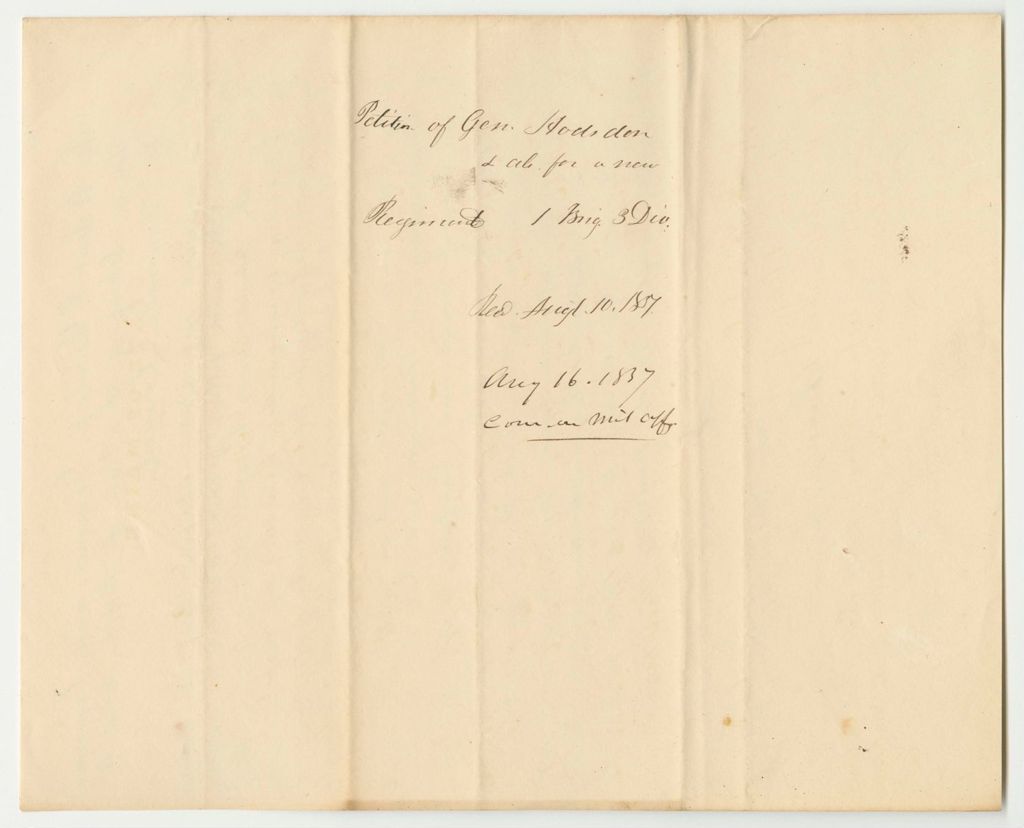 Petition of Gen. Hodsdon
& als. for a new
Regiment 1 Brig. 3 Div.
Recd. Augt. 10. 1837
Aug 16. 1837
Com. on Mil Affs